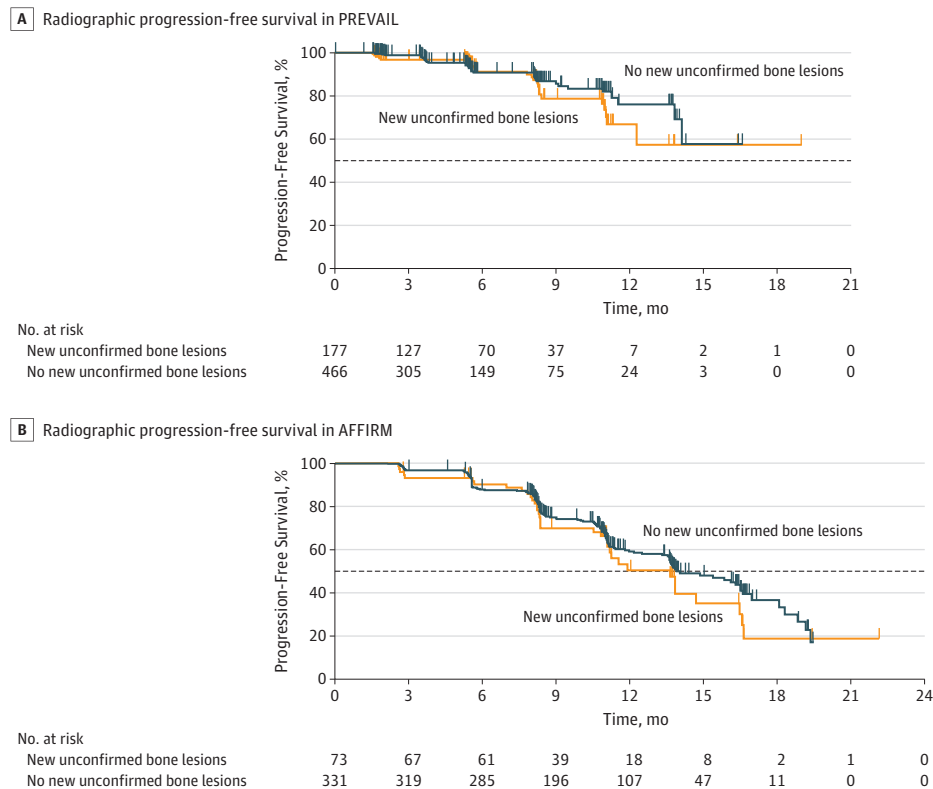 A Radiographic progression-free survival in PREVAIL
Progression-Free Survival, %
100
80
60
40
20
0
No new unconfirmed bone lesions
New unconfirmed bone lesions
0 3 6 9 12 15 18 21
Time, mo
No. at risk
New unconfirmed bone lesions 177 127 70 37 7 2 1 0
No new unconfirmed bone lesions 466 305 149 75 24 3 0 0
B Radiographic progression-free survival in AFFIRM
Progression-Free Survival, %
100
80
60
40
20
0
No new unconfirmed bone lesions
New unconfirmed bone lesions
0 3 6 9 12 15 18 21 24
Time, mo
No. at risk
New unconfirmed bone lesions 73 67 61 39 18 8 2 1 0
No new unconfirmed bone lesions 331 319 285 196 107 47 11 0 0